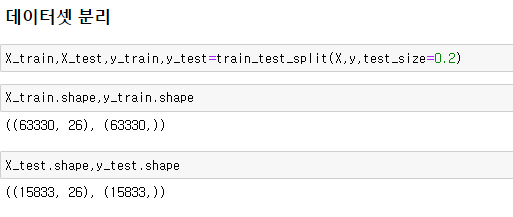 데이터셋 분리
X_train,X_test,y_train,y_test=train_test_split(X,y,test_size=0.2)
X_train.shape,y_train.shape
((63330, 26), (63330,))
X_test.shape,y_test.shape
((15833, 26), (15833,))